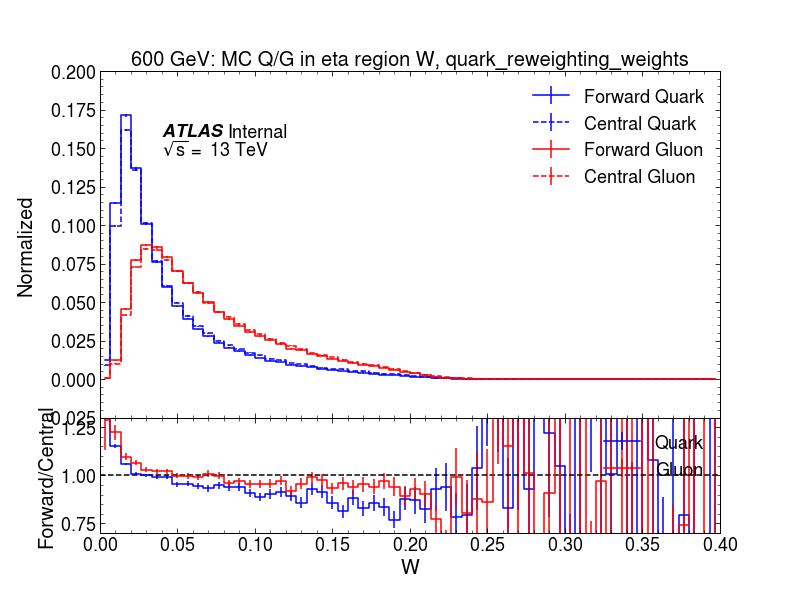 600 GeV: MC Q/G in eta region W, quark_reweighting_weights
0.200
0.175
0.150
0.125
0.100
0.075
0.050
0.025
0.000
0.025
Normalized
ATLAS Internal
√s = 13 TeV
Forward Quark
Central Quark
Forward Gluon
Central Gluon
1.25
1.00
0.75
Forward/Central
Quark
Gluon
0.00 0.05 0.10 0.15 0.20 0.25 0.30 0.35 0.40
W